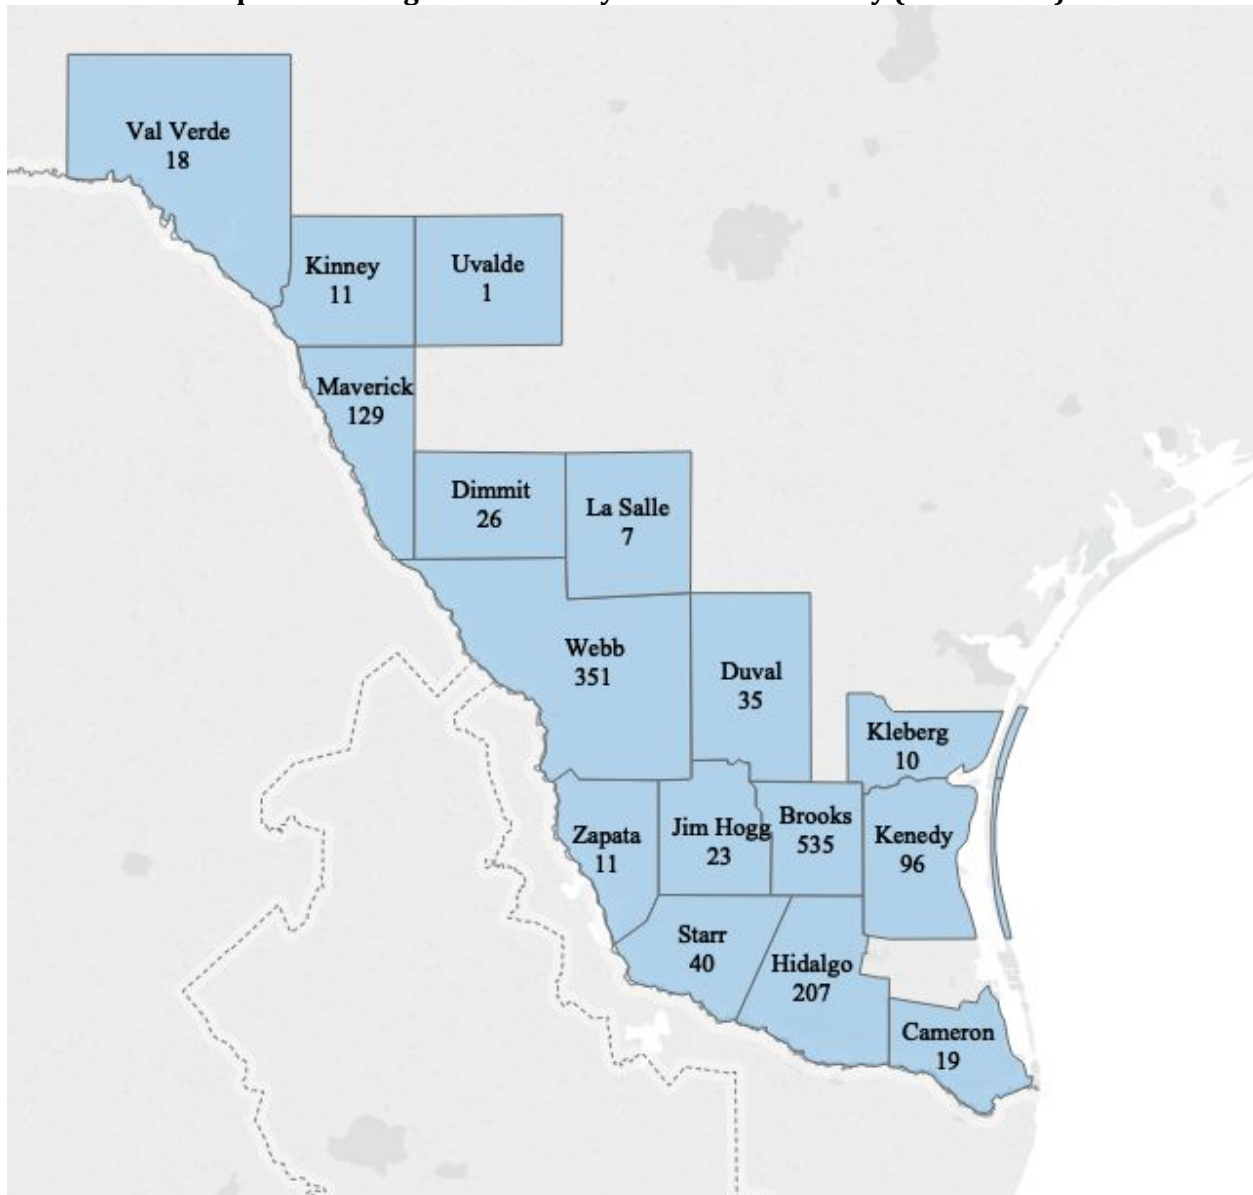 Val Verde
18
Kinney
11
Uvalde
1
Maverick
129
Dimmit
26
La Salle
7
Webb
351
Duval
35
Kleberg
10
Zapata
11
Jim Hogg
23
Brooks
535
Kenedy
96
Starr
40
Hidalgo
207
Cameron
19